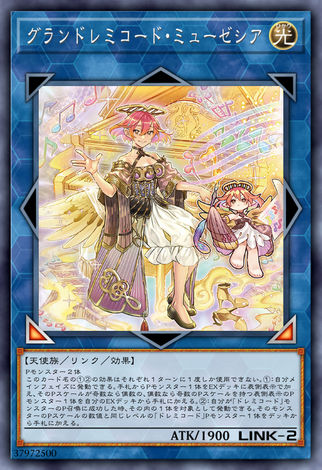 グランドレミコード・ミューゼシア
光
【天使族／リンク／効果】
Pモンスター2体
このカード名の①②の効果はそれぞれ1ターンに1度しか使用できない。①：自分メ
インフェイズに発動できる。手札からPモンスター1体をEXデッキに表側表示で加
え、そのPスケールが奇数なら偶数の、偶数なら奇数のPスケールを持つ表側表示のP
モンスター1体を自分のEXデッキから手札に加える。②：自分が「ドレミコード」Pモン
スターのP召喚に成功した時、その内の1体を対象として発動できる。そのモンスタ
ーのPスケールの数値と同じレベルの「ドレミコード」Pモンスター1体をデッキか
ら手札に加える。
37972500
ATK/1900
LINK-2